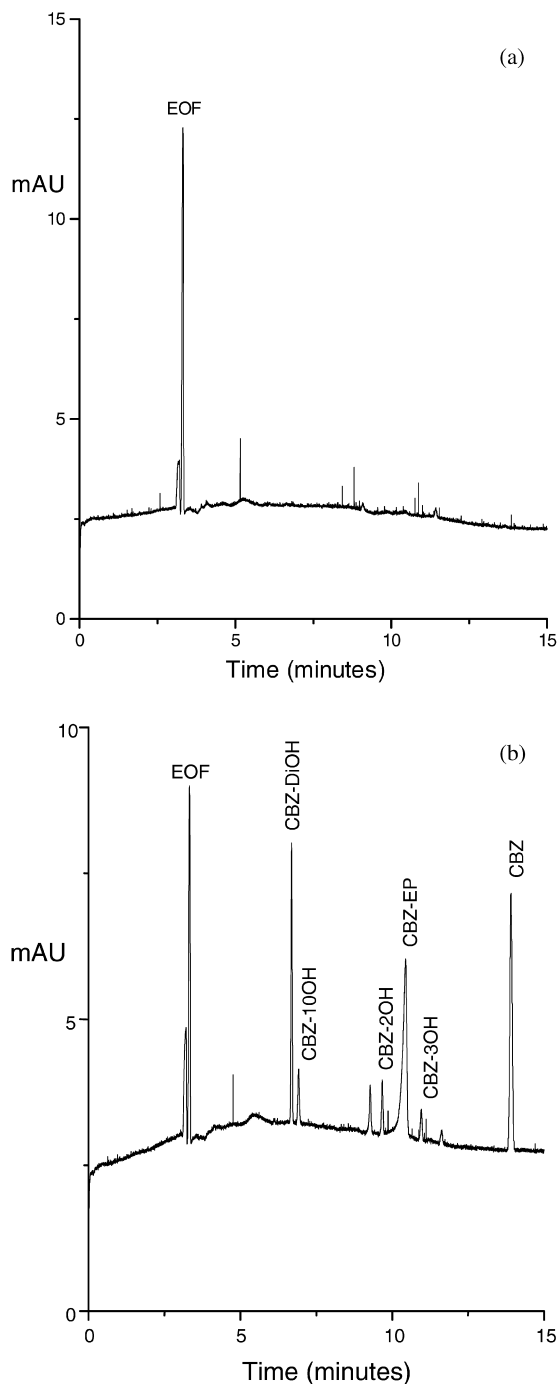 15
(a)
EOF
mAU
10
5
0
0
5
10
15
Time (minutes)
10
(b)
EOF
CBZ-DiOH
CBZ-10OH
CBZ-2OH
CBZ-EP
CBZ-3OH
CBZ
mAU
5
0
0
5
10
15
Time (minutes)